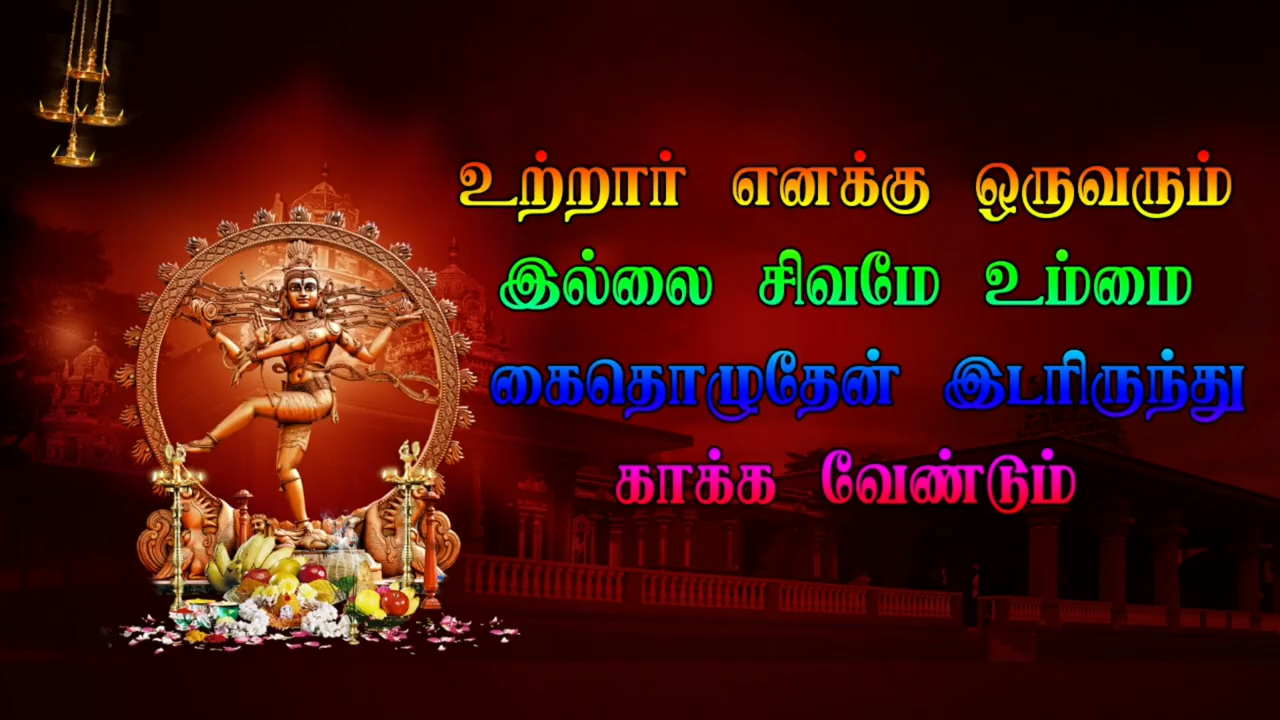 உற்றார் எனக்கு ஒருவரும்
இல்லை சிவமே உம்மை
கைதொழுதேன் இடரிருந்து
காக்க வேண்டும்